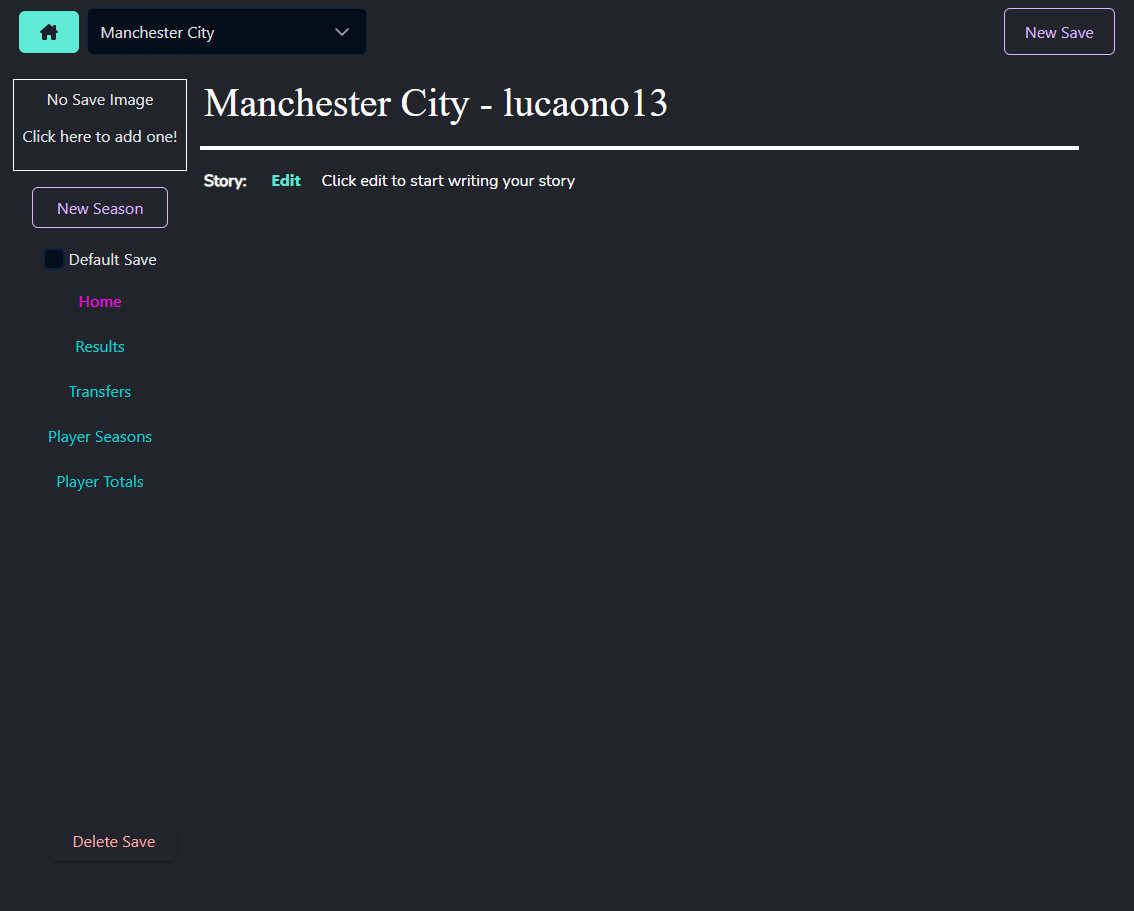 Manchester City
New Save
No Save Image
Click here to add one!
Manchester City - lucaono13
Story: Edit Click edit to start writing your story
New Season
Default Save
Home
Results
Transfers
Player Seasons
Player Totals
Delete Save